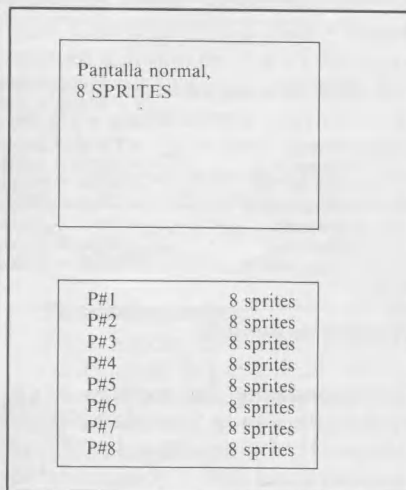 Pantalla normal,
8 SPRITES
P#1 8 sprites
P#2 8 sprites
P#3 8 sprites
P#4 8 sprites
P#5 8 sprites
P#6 8 sprites
P#7 8 sprites
P#8 8 sprites